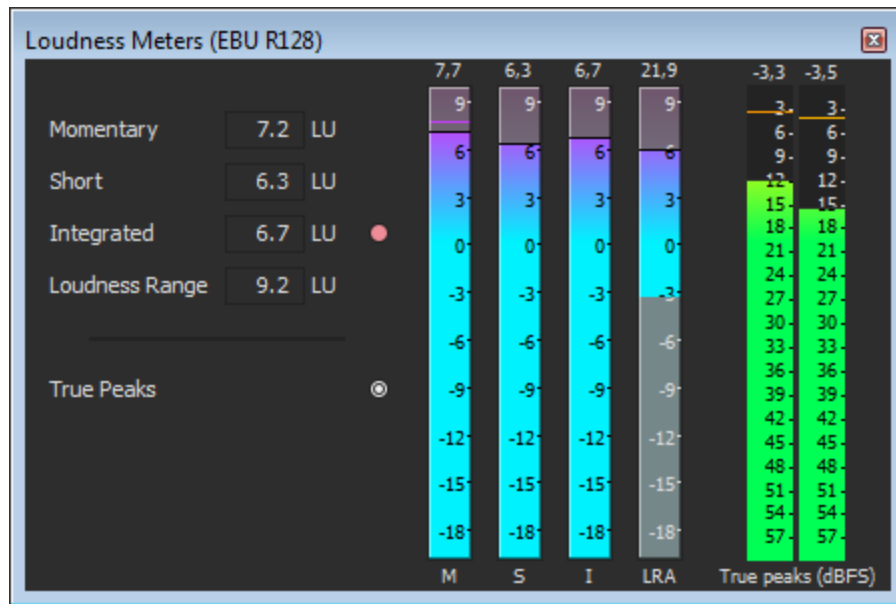 Loudness Meters (EBU R128)
7,7 6,3 6,7 21,9 -3,3 -3,5
Momentary 7.2 LU
Short 6.3 LU
Integrated 6.7 LU
Loudness Range 9.2 LU
True Peaks
9 9 9 9 3 3
6 6 6 6 6 6
3 3 3 3 9 9
0 0 0 0 12 12
-3 -3 -3 -3 15 15
-6 -6 -6 -6 18 18
-9 -9 -9 -9 21 21
-12 -12 -12 -12 24 24
-15 -15 -15 -15 27 27
-18 -18 -18 -18 30 30
33 33
36 36
39 39
42 42
45 45
48 48
51 51
54 54
57 57
M S I LRA True peaks (dBFS)